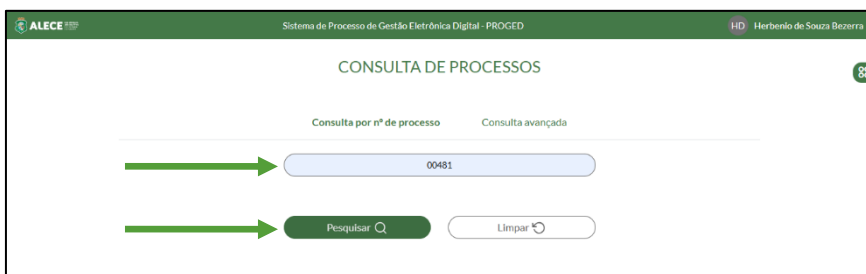 ALECE
Sistema de Processo de Gestão Eletrônica Digital - PROGED
HD Herbenio de Souza Bezerra
CONSULTA DE PROCESSOS
Consulta por nº de processo Consulta avançada
00481
Pesquisar Limpar